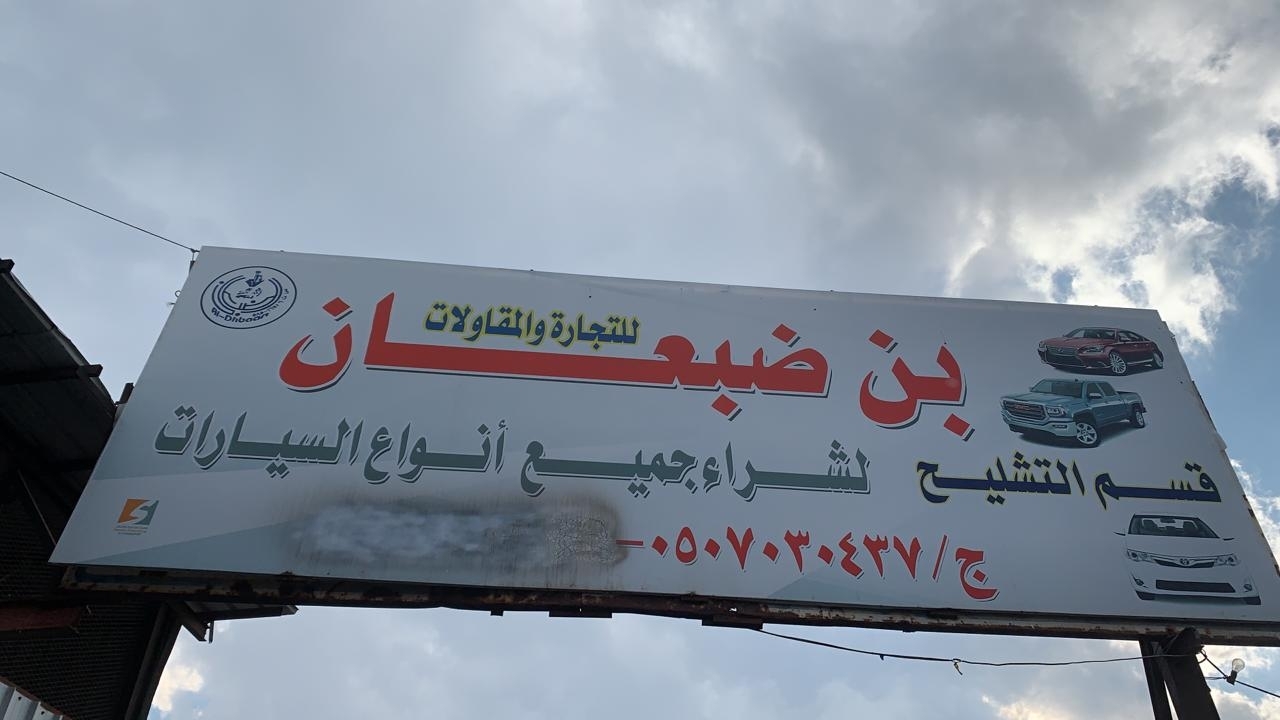 بن ضبعان
للتجارة والمقاولات
قسم التشليح
لشراء جميع أنواع السيارات
ج/ ٠٥٠٧٠٣٠٤٣٧-